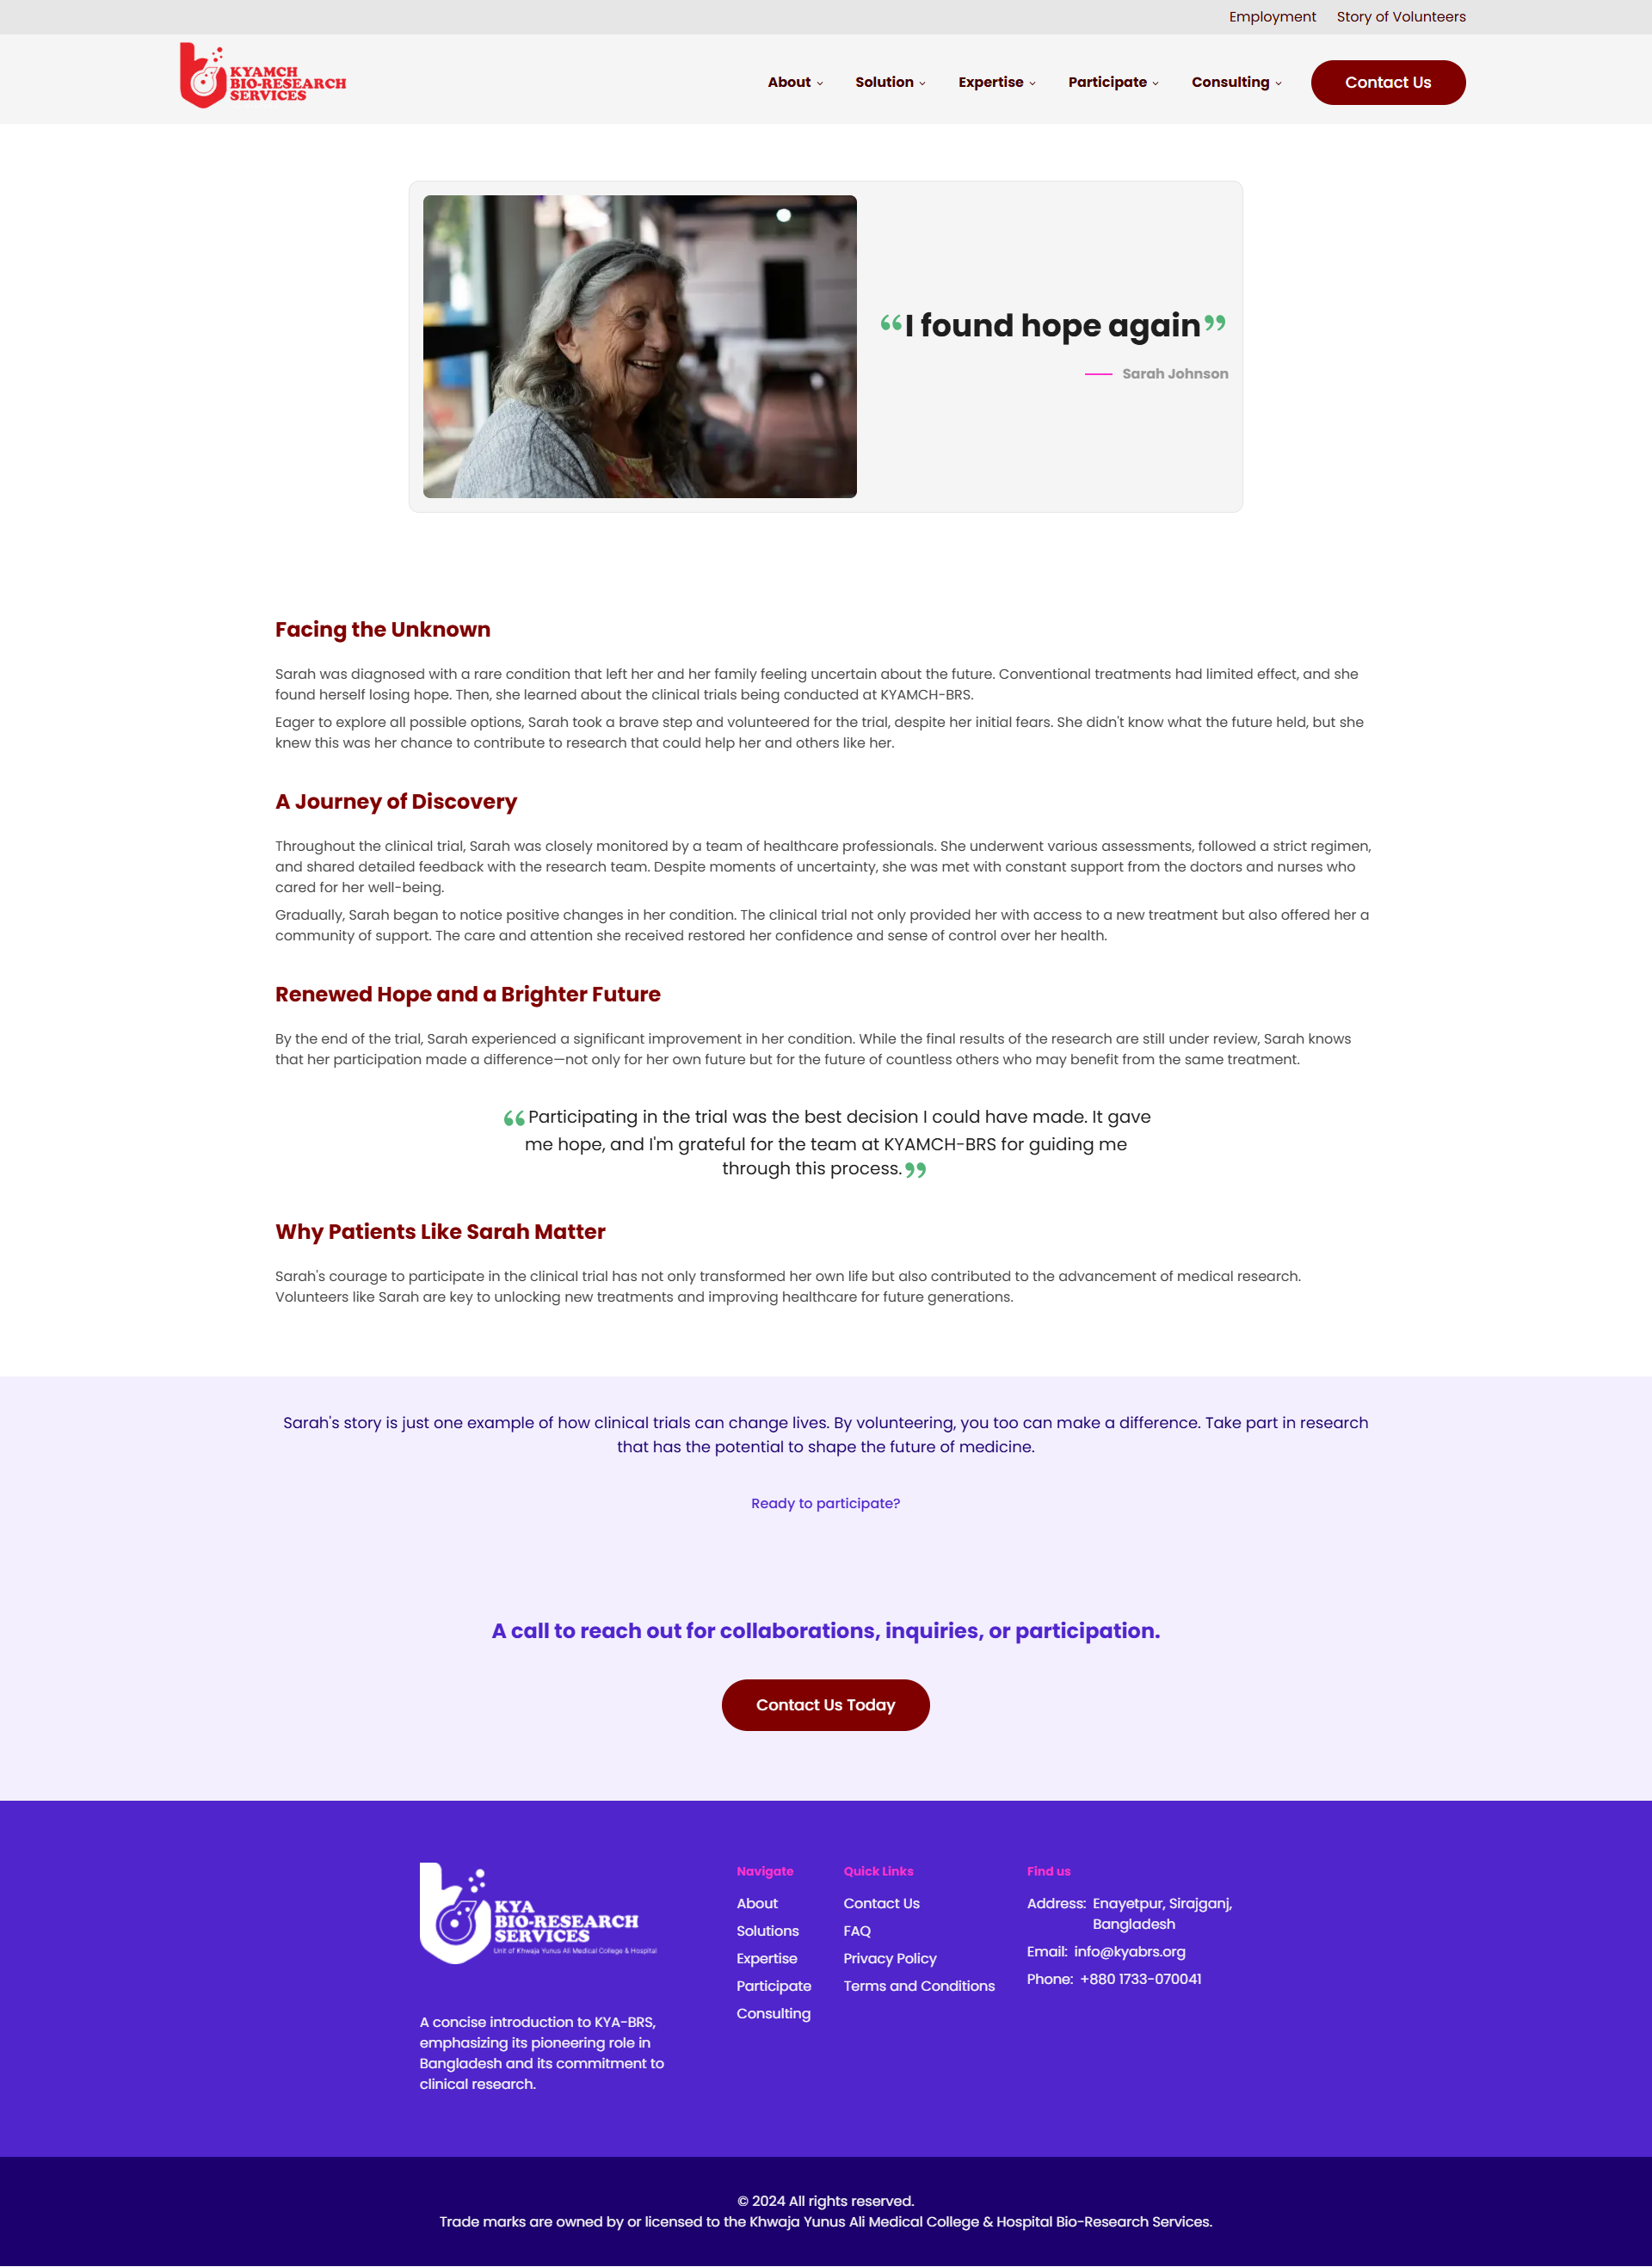 Employment Story of Volunteers
KYAMCH
BIO-RESEARCH
SERVICES
About Solution Expertise Participate Consulting Contact Us
“I found hope again”
Sarah Johnson
Facing the Unknown
Sarah was diagnosed with a rare condition that left her and her family feeling uncertain about the future. Conventional treatments had limited effect, and she
found herself losing hope. Then, she learned about the clinical trials being conducted at KYAMCH-BRS.
Eager to explore all possible options, Sarah took a brave step and volunteered for the trial, despite her initial fears. She didn't know what the future held, but she
knew this was her chance to contribute to research that could help her and others like her.
A Journey of Discovery
Throughout the clinical trial, Sarah was closely monitored by a team of healthcare professionals. She underwent various assessments, followed a strict regimen,
and shared detailed feedback with the research team. Despite moments of uncertainty, she was met with constant support from the doctors and nurses who
cared for her well-being.
Gradually, Sarah began to notice positive changes in her condition. The clinical trial not only provided her with access to a new treatment but also offered her a
community of support. The care and attention she received restored her confidence and sense of control over her health.
Renewed Hope and a Brighter Future
By the end of the trial, Sarah experienced a significant improvement in her condition. While the final results of the research are still under review, Sarah knows
that her participation made a difference—not only for her own future but for the future of countless others who may benefit from the same treatment.
“Participating in the trial was the best decision I could have made. It gave
me hope, and I'm grateful for the team at KYAMCH-BRS for guiding me
through this process.”
Why Patients Like Sarah Matter
Sarah's courage to participate in the clinical trial has not only transformed her own life but also contributed to the advancement of medical research.
Volunteers like Sarah are key to unlocking new treatments and improving healthcare for future generations.
Sarah's story is just one example of how clinical trials can change lives. By volunteering, you too can make a difference. Take part in research
that has the potential to shape the future of medicine.
Ready to participate?
A call to reach out for collaborations, inquiries, or participation.
Contact Us Today
KYA
BIO-RESEARCH
SERVICES
Unit of Khwaja Yunus Ali Medical College & Hospital
A concise introduction to KYA-BRS,
emphasizing its pioneering role in
Bangladesh and its commitment to
clinical research.
Navigate
About
Solutions
Expertise
Participate
Consulting
Quick Links
Contact Us
FAQ
Privacy Policy
Terms and Conditions
Find us
Address: Enayetpur, Sirajganj,
Bangladesh
Email: info@kyabrs.org
Phone: +880 1733-070041
© 2024 All rights reserved.
Trade marks are owned by or licensed to the Khwaja Yunus Ali Medical College & Hospital Bio-Research Services.